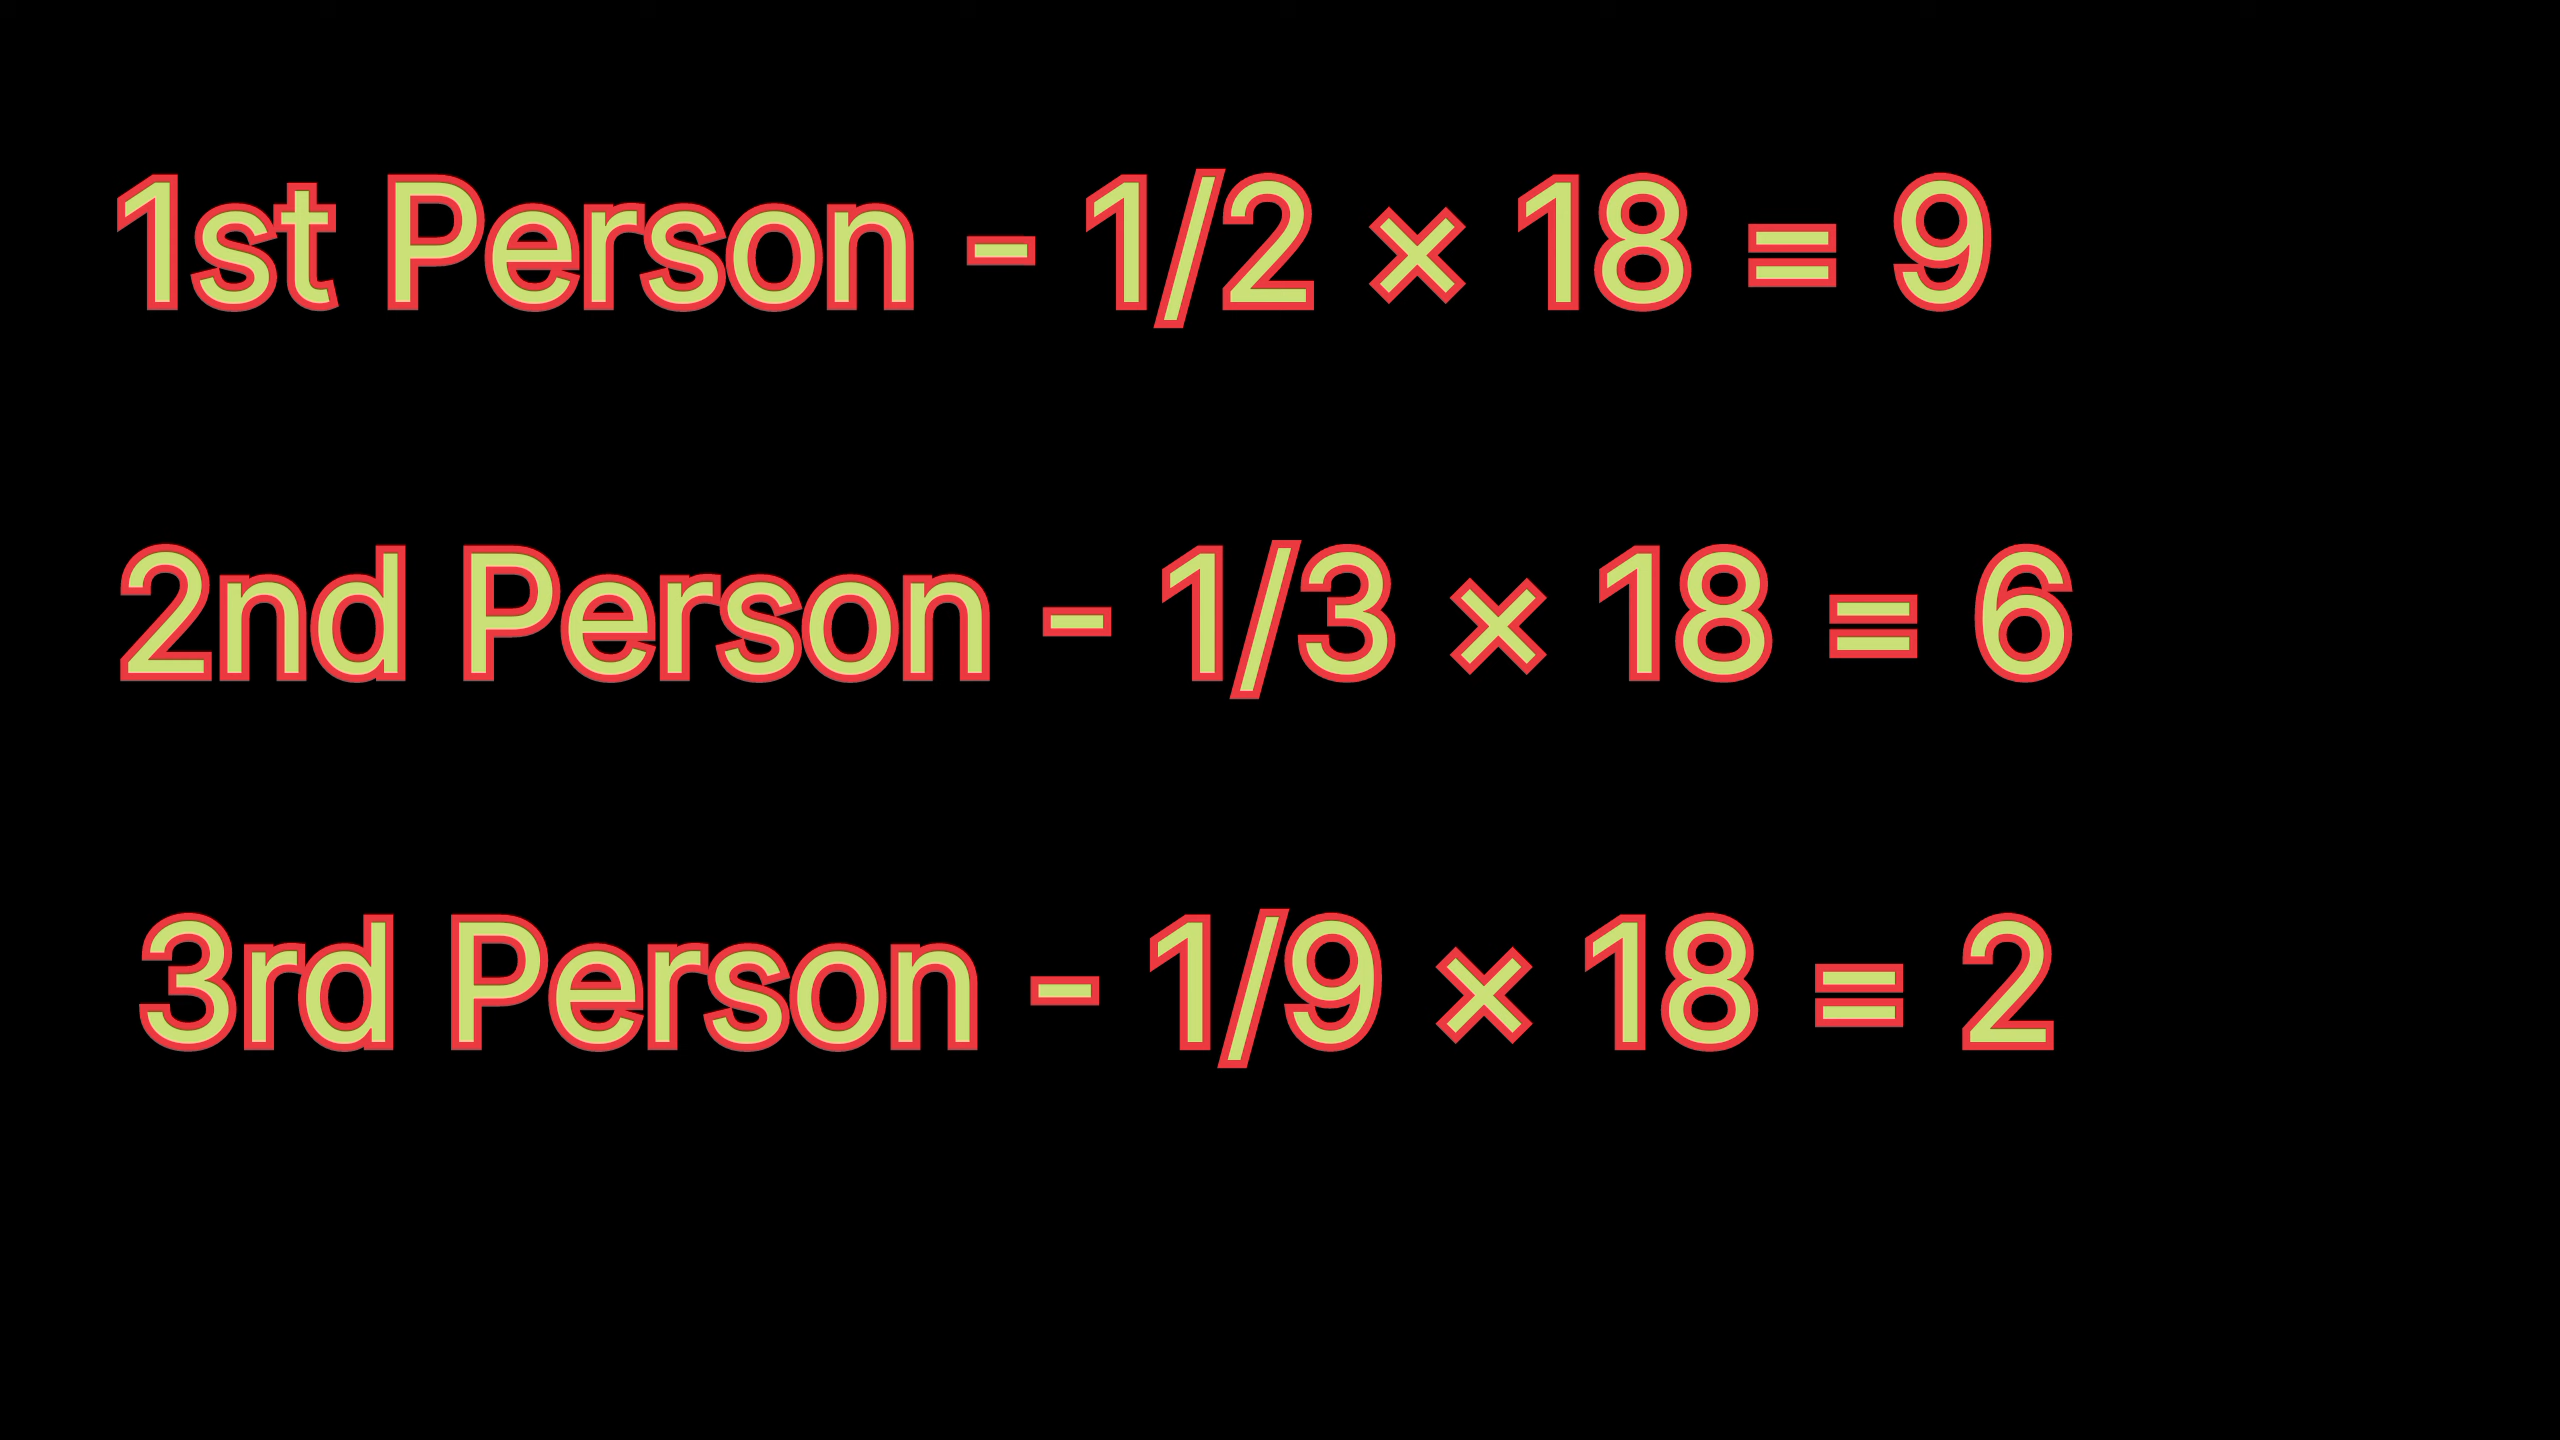 1st Person - 1/2 × 18 = 9
2nd Person - 1/3 × 18 = 6
3rd Person - 1/9 × 18 = 2